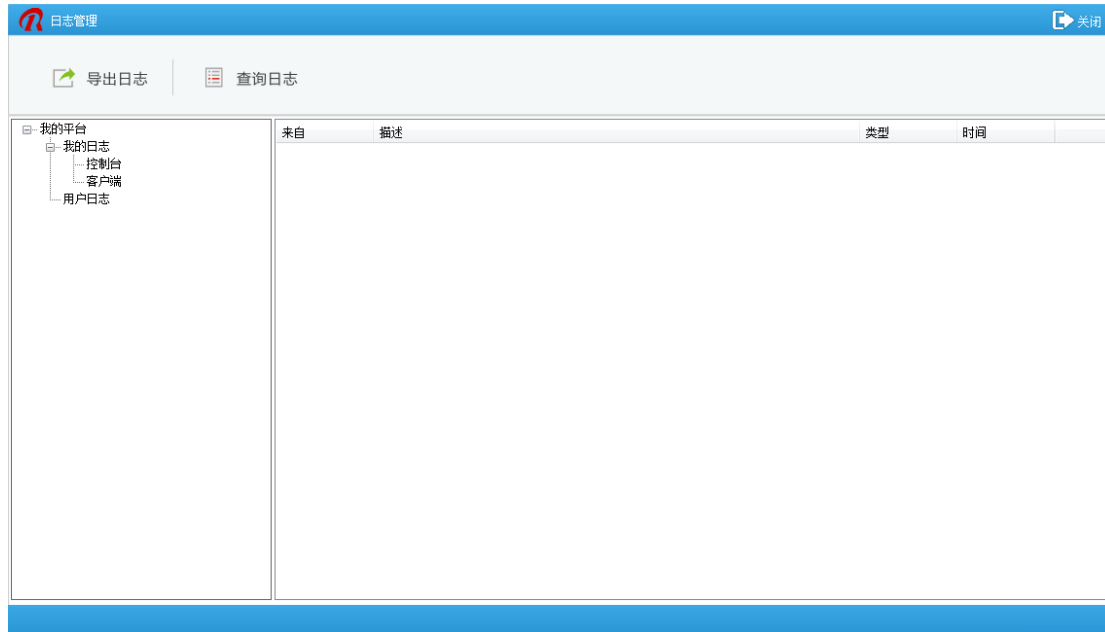 日志管理 关闭
导出日志 查询日志
我的平台
我的日志
控制台
客户端
用户日志
来自 描述 类型 时间